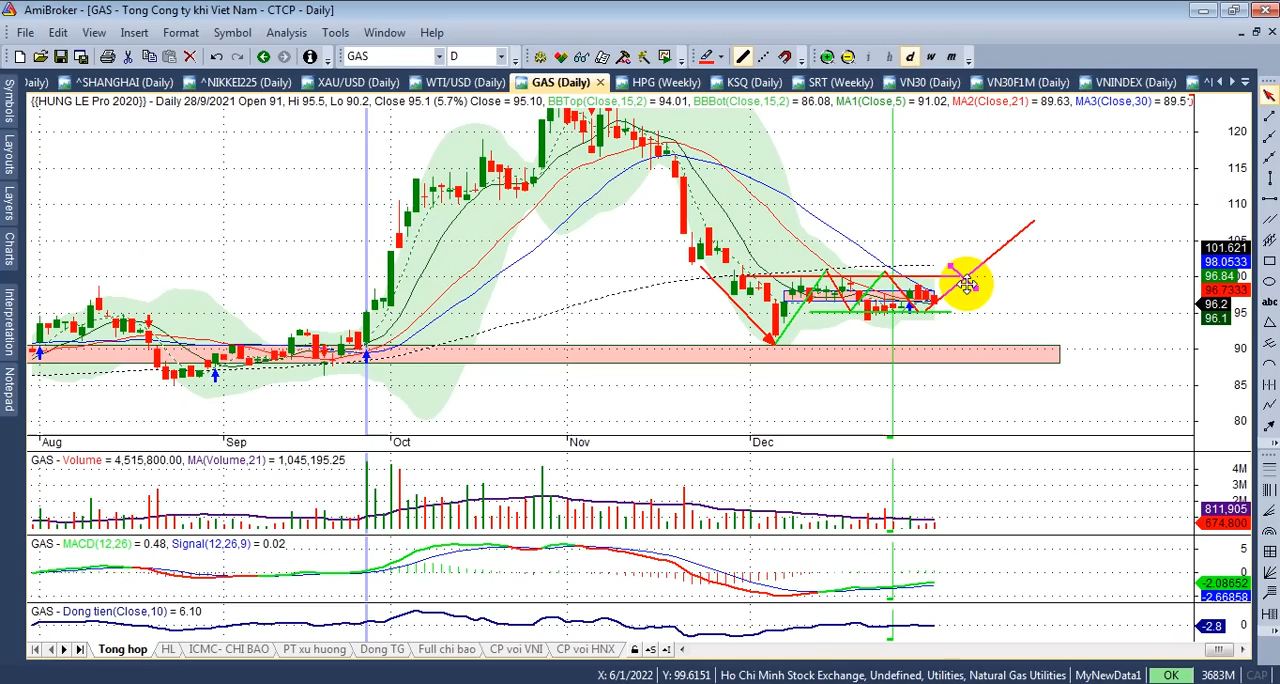 AmiBroker - [GAS - Tong Cong ty khi Viet Nam - CTCP - Daily]
File Edit View Insert Format Symbol Analysis Tools Window Help
GAS D i h d w m
Daily) ^SHANGHAI (Daily) ^NIKKEI225 (Daily) XAU/USD (Daily) WTI/USD (Daily) GAS (Daily) HPG (Weekly) KSQ (Daily) SRT (Weekly) VN30 (Daily) VN30F1M (Daily) VNINDEX (Daily)
{{HUNG LE Pro 2020}} - Daily 28/9/2021 Open 91, Hi 95.5, Lo 90.2, Close 95.1 (5.7%) Close = 95.10, BBTop(Close,15,2) = 94.01, BBBot(Close,15,2) = 86.08, MA1(Close,5) = 91.02, MA2(Close,21) = 89.63, MA3(Close,30) = 89.5
Symbols
Layouts
Layers
Charts
Interpretation
Notepad
abc
120
115
110
105
101.621
98.0533
96.84
96.7333
96.2
96.1
95
90
85
80
Aug Sep Oct Nov Dec
GAS - Volume = 4,515,800.00, MA(Volume,21) = 1,045,195.25
4M
3M
2M
811,905
674,800
GAS - MACD(12,26) = 0.48, Signal(12,26,9) = 0.02
5
0
-2.08652
-2.66858
GAS - Dong tien(Close,10) = 6.10
-2.8 0
Tong hop HL ICMC- CHI BAO PT xu huong Dong TG Full chi bao CP voi VNI CP voi HNX
X: 6/1/2022 Y: 99.6151 Ho Chi Minh Stock Exchange, Undefined, Utilities, Natural Gas Utilities MyNewData1 OK 3683M CAP